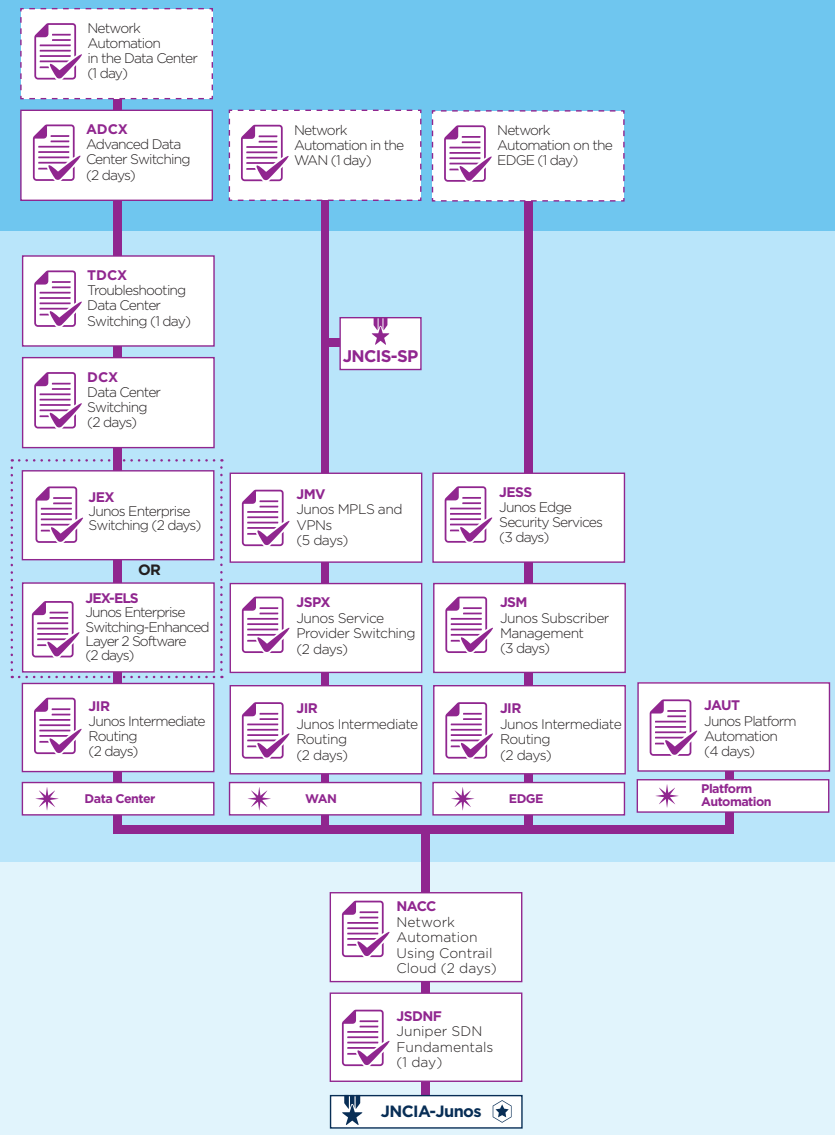 Network
Automation
in the Data Center
(1 day)
ADCX
Advanced Data
Center Switching
(2 days)
Network
Automation in the
WAN (1 day)
Network
Automation on the
EDGE (1 day)
TDCX
Troubleshooting
Data Center
Switching (1 day)
JNCIS-SP
DCX
Data Center
Switching
(2 days)
JEX
Junos Enterprise
Switching (2 days)
OR
JEX-ELS
Junos Enterprise
Switching-Enhanced
Layer 2 Software
(2 days)
JMV
Junos MPLS and
VPNs
(5 days)
JESS
Junos Edge
Security Services
(3 days)
JSPX
Junos Service
Provider Switching
(2 days)
JSM
Junos Subscriber
Management
(3 days)
JIR
Junos Intermediate
Routing
(2 days)
JIR
Junos Intermediate
Routing
(2 days)
JIR
Junos Intermediate
Routing
(2 days)
JAUT
Junos Platform
Automation
(4 days)
Data Center
WAN
EDGE
Platform
Automation
NACC
Network
Automation
Using Contrail
Cloud (2 days)
JSDNF
Juniper SDN
Fundamentals
(1 day)
JNCIA-Junos